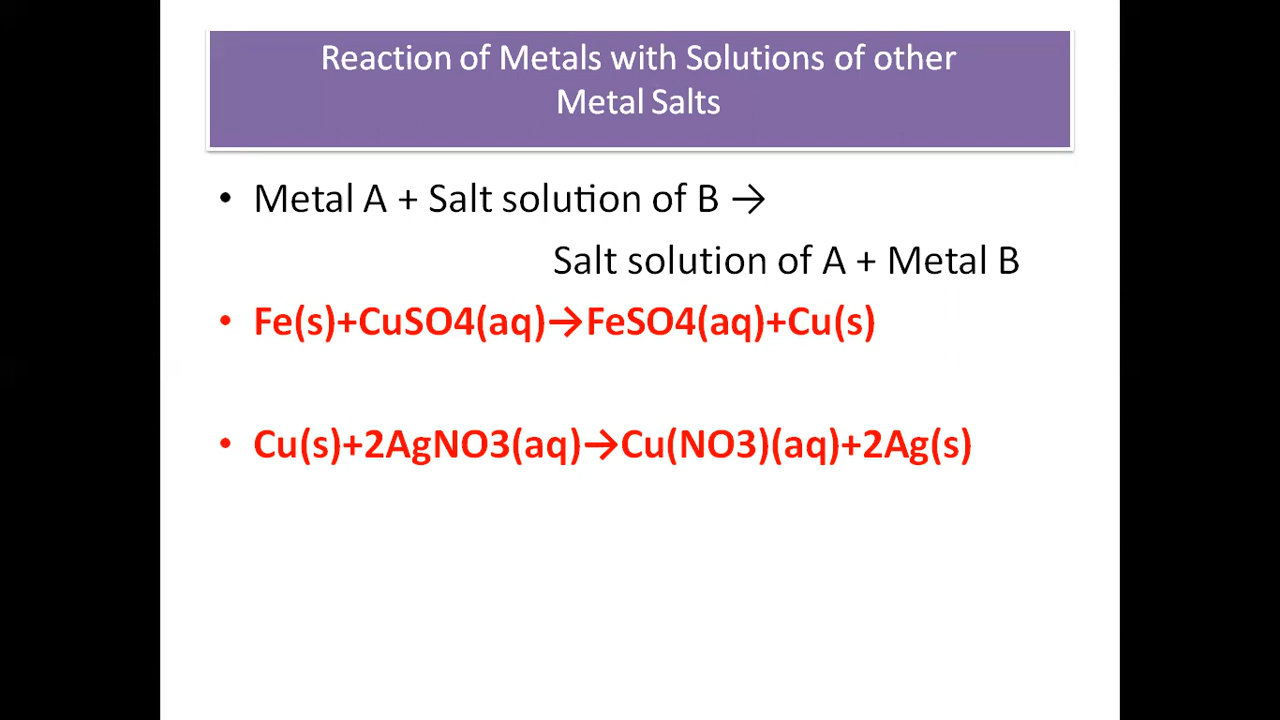 Reaction of Metals with Solutions of other
Metal Salts
• Metal A + Salt solution of B →
Salt solution of A + Metal B
• Fe(s)+CuSO4(aq)→FeSO4(aq)+Cu(s)
• Cu(s)+2AgNO3(aq)→Cu(NO3)(aq)+2Ag(s)